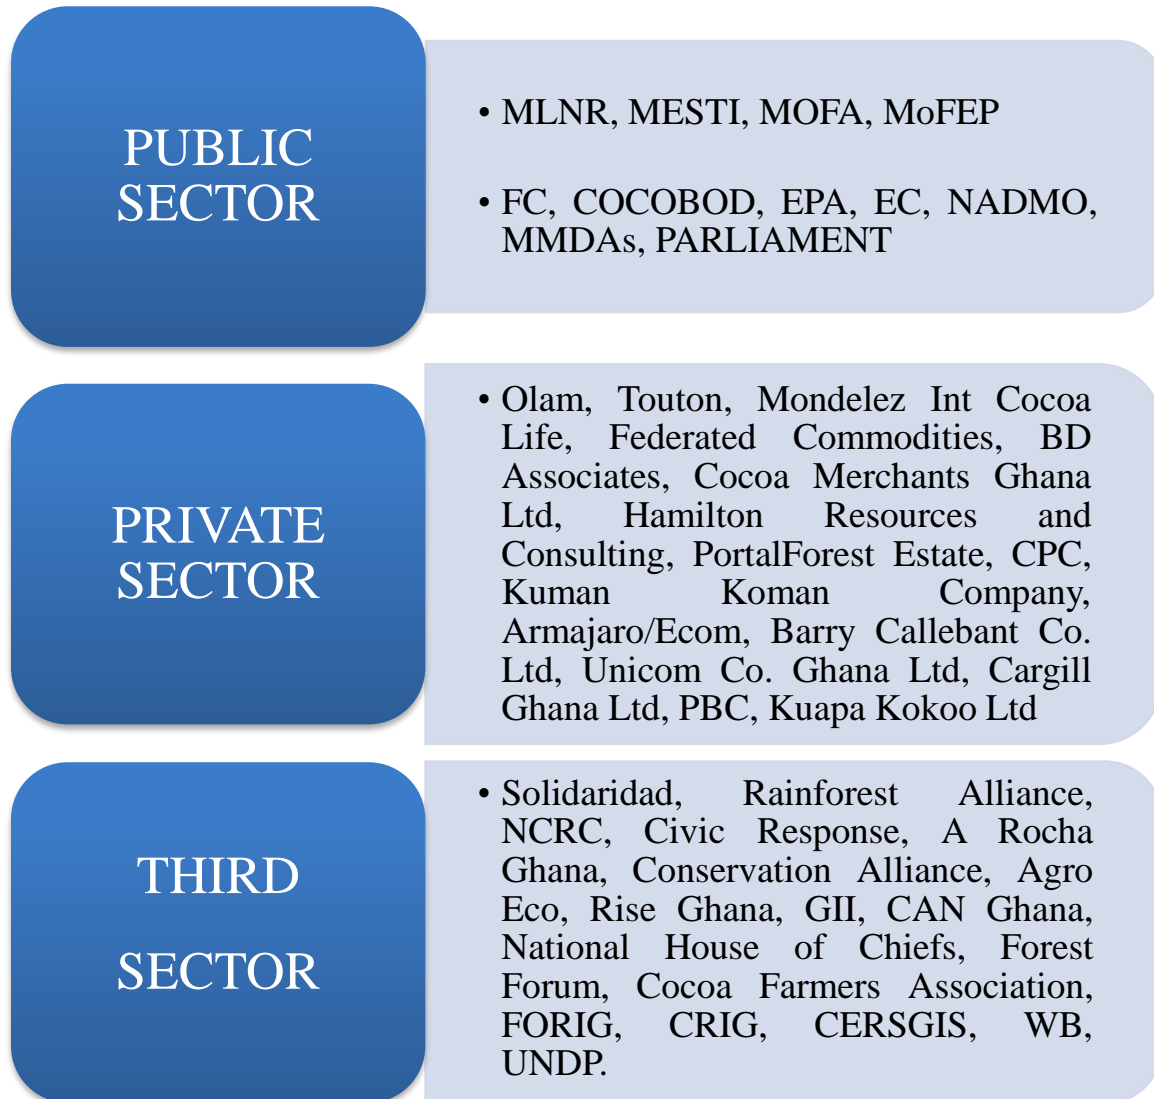 PUBLIC
SECTOR
• MLNR, MESTI, MOFA, MoFEP
• FC, COCOBOD, EPA, EC, NADMO,
MMDAs, PARLIAMENT
PRIVATE
SECTOR
• Olam, Touton, Mondelez Int Cocoa
Life, Federated Commodities, BD
Associates, Cocoa Merchants Ghana
Ltd, Hamilton Resources and
Consulting, PortalForest Estate, CPC,
Kuman Koman Company,
Armajaro/Ecom, Barry Callebant Co.
Ltd, Unicom Co. Ghana Ltd, Cargill
Ghana Ltd, PBC, Kuapa Kokoo Ltd
THIRD
SECTOR
• Solidaridad, Rainforest Alliance,
NCRC, Civic Response, A Rocha
Ghana, Conservation Alliance, Agro
Eco, Rise Ghana, GII, CAN Ghana,
National House of Chiefs, Forest
Forum, Cocoa Farmers Association,
FORIG, CRIG, CERSGIS, WB,
UNDP.